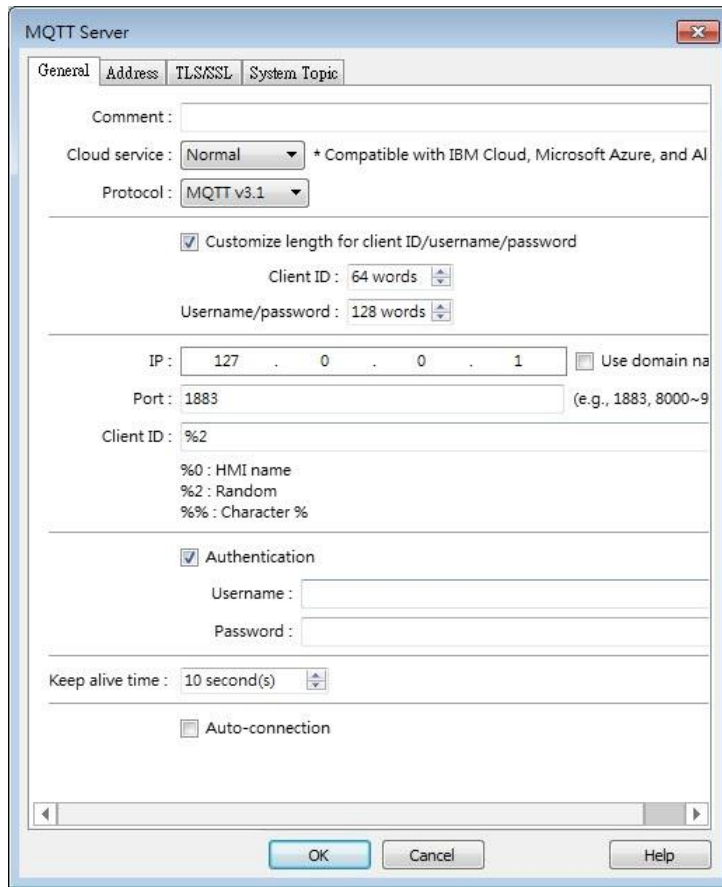 MQTT Server
General Address TLS/SSL System Topic
Comment :
Cloud service : Normal * Compatible with IBM Cloud, Microsoft Azure, and Al
Protocol : MQTT v3.1
Customize length for client ID/username/password
Client ID : 64 words
Username/password : 128 words
IP : 127 . 0 . 0 . 1 Use domain na
Port : 1883 (e.g., 1883, 8000~9
Client ID : %2
%0 : HMI name
%2 : Random
%% : Character %
Authentication
Username :
Password :
Keep alive time : 10 second(s)
Auto-connection
OK Cancel Help